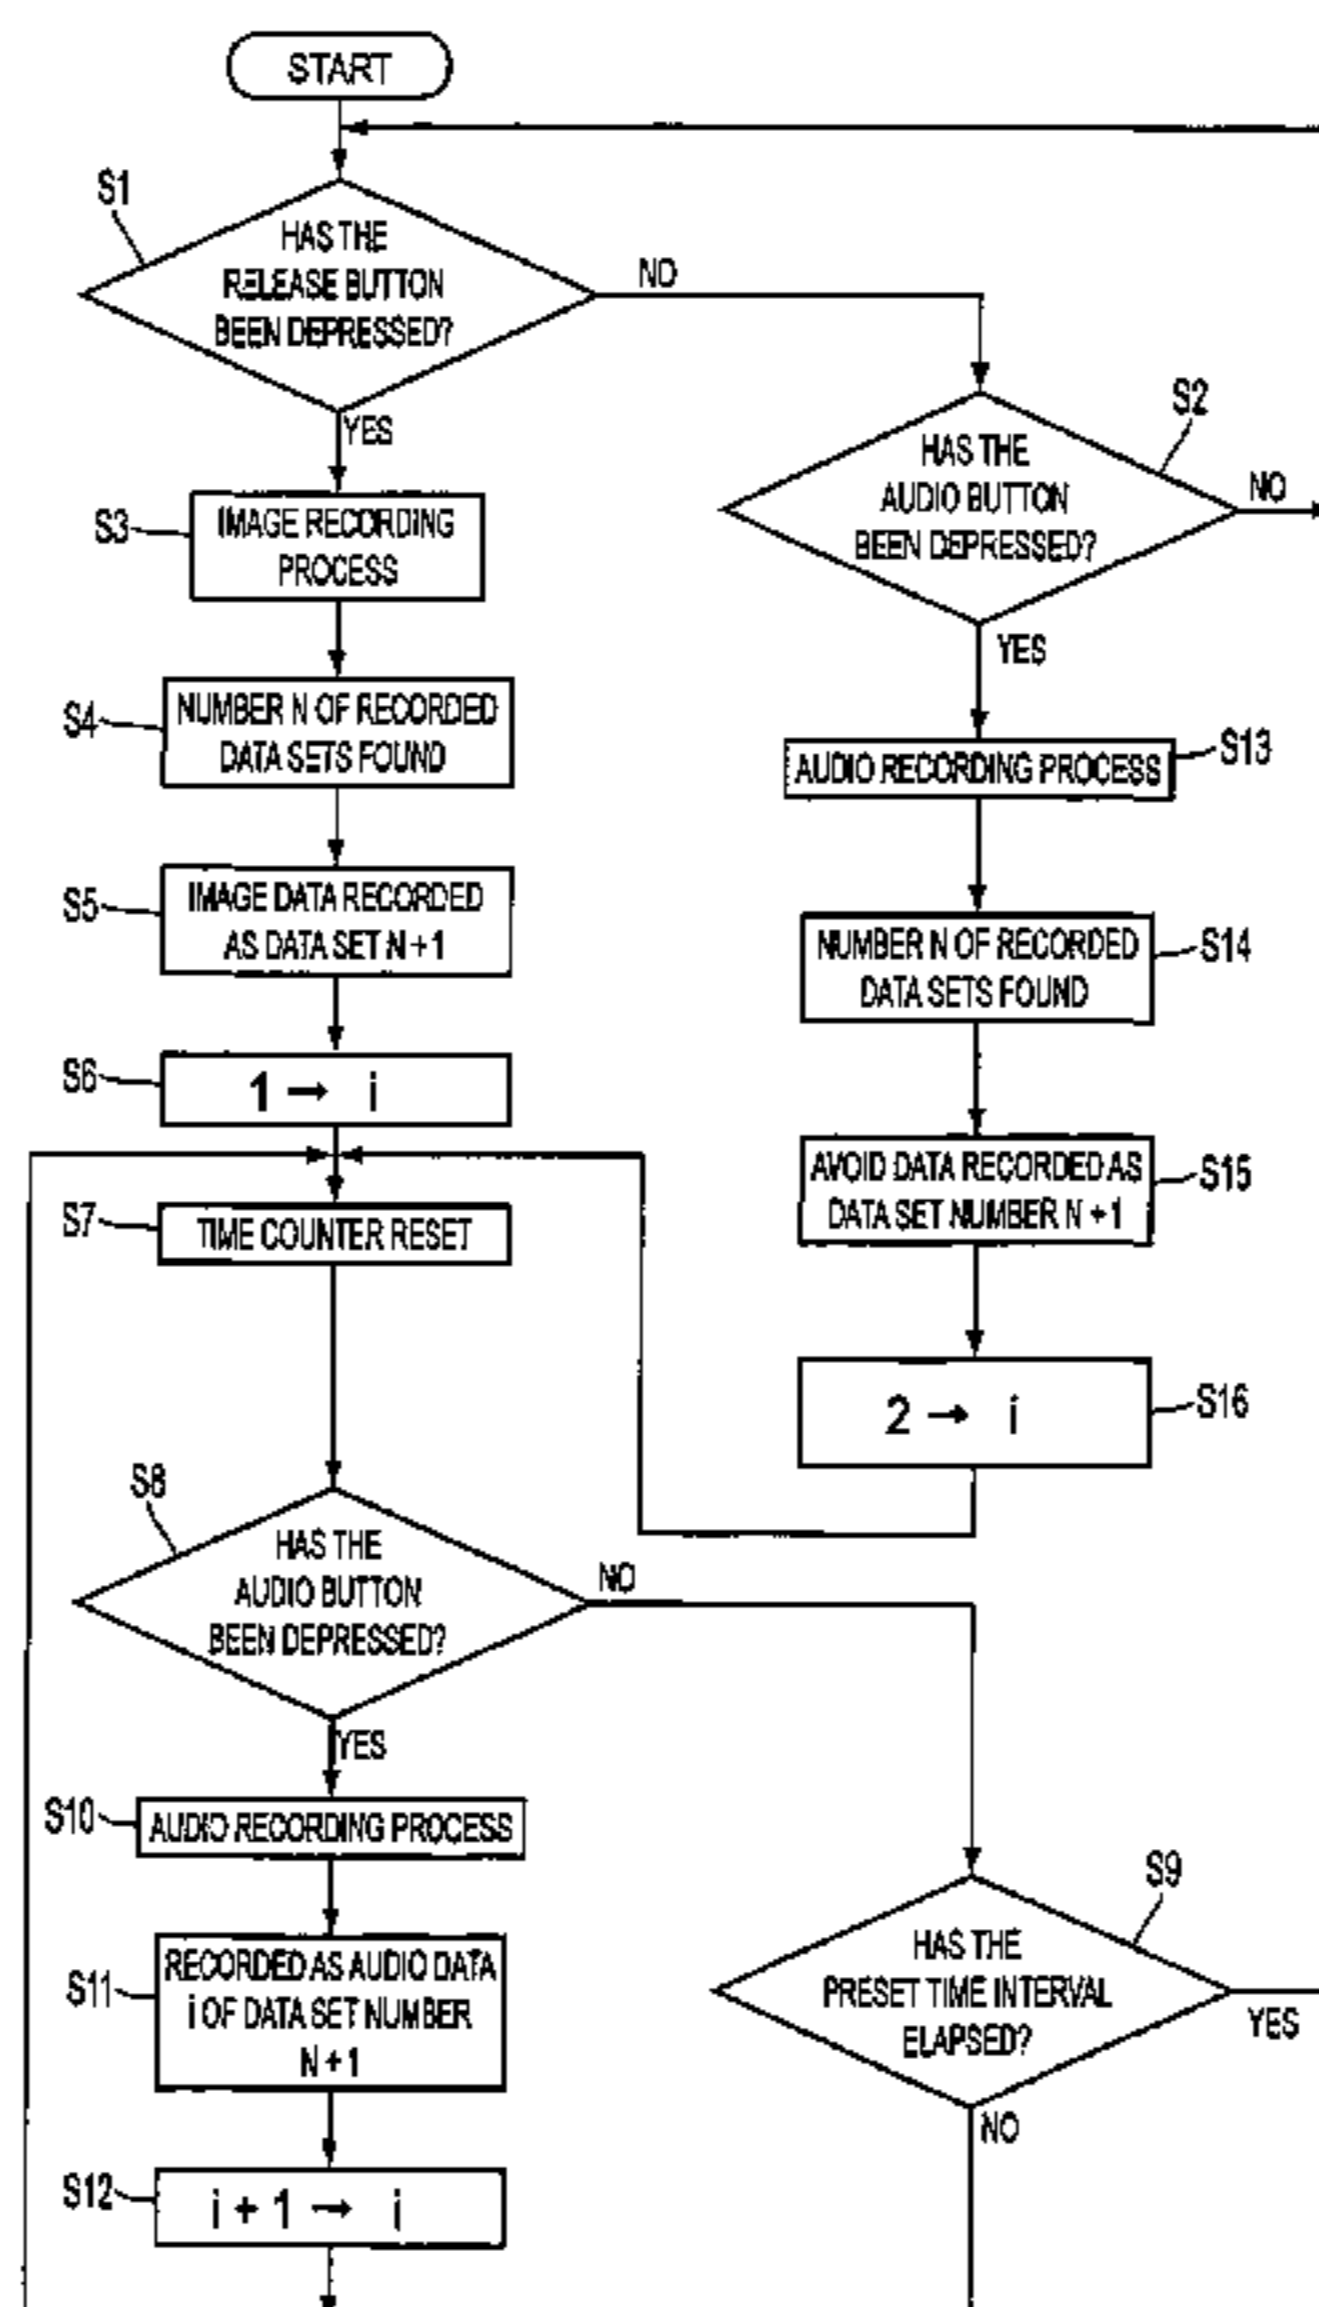 START
S1
HAS THE
RELEASE BUTTON
BEEN DEPRESSED?
NO
YES
S2
HAS THE
AUDIO BUTTON
BEEN DEPRESSED?
NO
YES
S3
IMAGE RECORDING
PROCESS
S4
NUMBER N OF RECORDED
DATA SETS FOUND
S13
AUDIO RECORDING PROCESS
S5
IMAGE DATA RECORDED
AS DATA SET N + 1
S14
NUMBER N OF RECORDED
DATA SETS FOUND
S6
1 → i
S15
AVOID DATA RECORDED AS
DATA SET NUMBER N + 1
S7
TIME COUNTER RESET
S16
2 → i
S8
HAS THE
AUDIO BUTTON
BEEN DEPRESSED?
NO
YES
S10
AUDIO RECORDING PROCESS
S9
HAS THE
PRESET TIME INTERVAL
ELAPSED?
YES
NO
S11
RECORDED AS AUDIO DATA
i OF DATA SET NUMBER
N + 1
S12
i + 1 → i